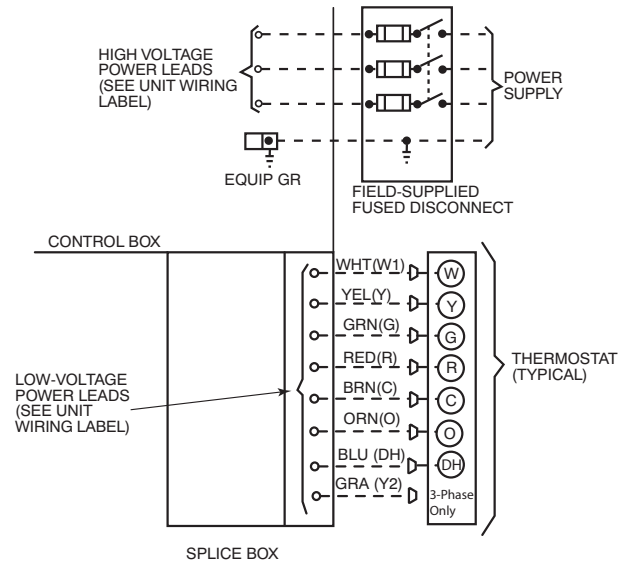 HIGH VOLTAGE
POWER LEADS
(SEE UNIT WIRING
LABEL)
POWER
SUPPLY
EQUIP GR
FIELD-SUPPLIED
FUSED DISCONNECT
CONTROL BOX
WHT(W1)
W
YEL(Y)
Y
GRN(G)
G
RED(R)
R
BRN(C)
C
ORN(O)
O
BLU (DH)
DH
GRA (Y2)
3-Phase
Only
THERMOSTAT
(TYPICAL)
LOW-VOLTAGE
POWER LEADS
(SEE UNIT
WIRING LABEL)
SPLICE BOX